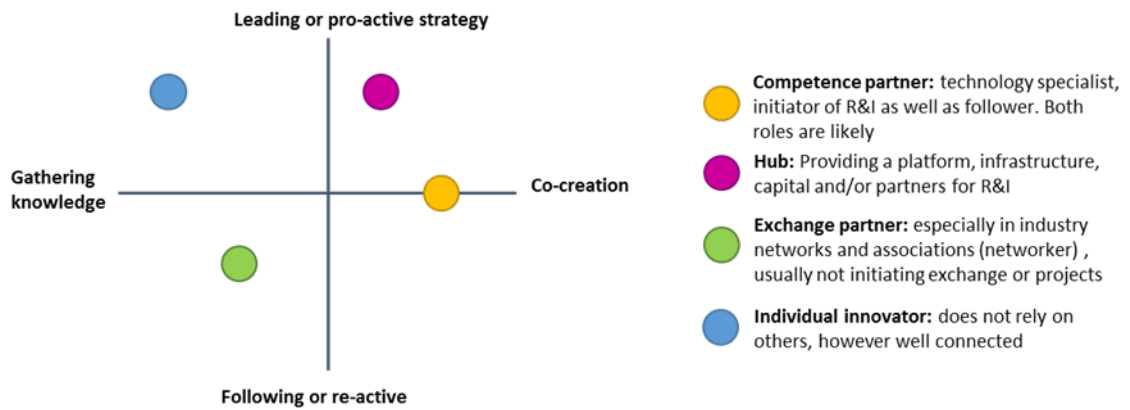 Leading or pro-active strategy
Gathering
knowledge
Co-creation
Following or re-active
Competence partner: technology specialist,
initiator of R&I as well as follower. Both
roles are likely
Hub: Providing a platform, infrastructure,
capital and/or partners for R&I
Exchange partner: especially in industry
networks and associations (networker) ,
usually not initiating exchange or projects
Individual innovator: does not rely on
others, however well connected